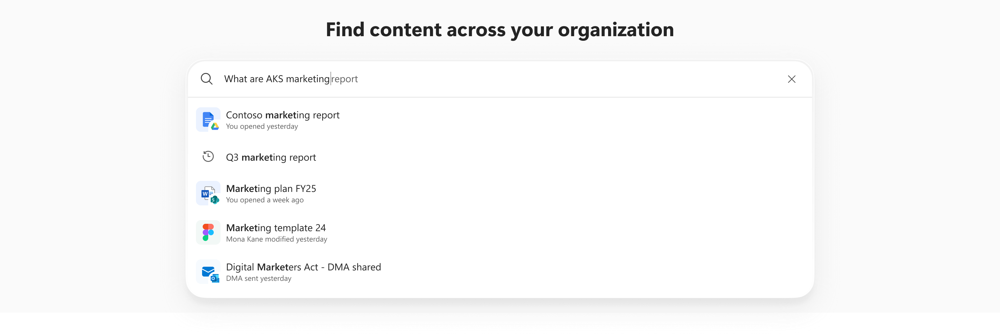 Find content across your organization
What are AKS marketing report
Contoso marketing report
You opened yesterday
Q3 marketing report
W
S
Marketing plan FY25
You opened a week ago
Marketing template 24
Mona Kane modified yesterday
O
Digital Marketers Act - DMA shared
DMA sent yesterday